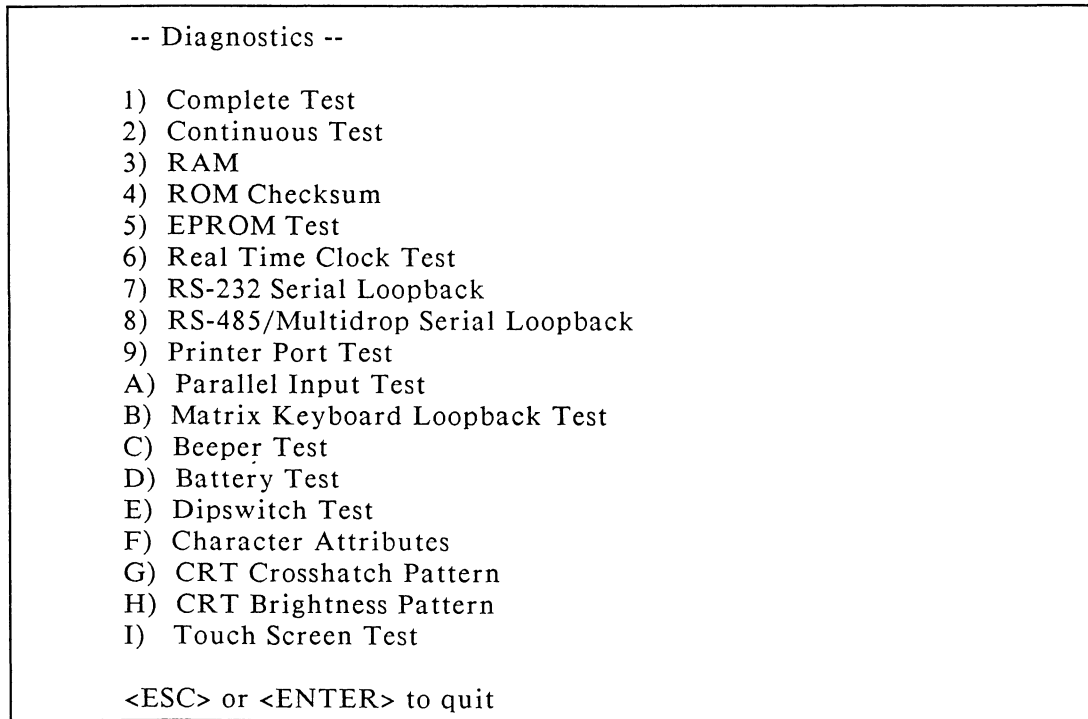 -- Diagnostics --
1) Complete Test
2) Continuous Test
3) RAM
4) ROM Checksum
5) EPROM Test
6) Real Time Clock Test
7) RS-232 Serial Loopback
8) RS-485/Multidrop Serial Loopback
9) Printer Port Test
A) Parallel Input Test
B) Matrix Keyboard Loopback Test
C) Beeper Test
D) Battery Test
E) Dipswitch Test
F) Character Attributes
G) CRT Crosshatch Pattern
H) CRT Brightness Pattern
I) Touch Screen Test
<ESC> or <ENTER> to quit